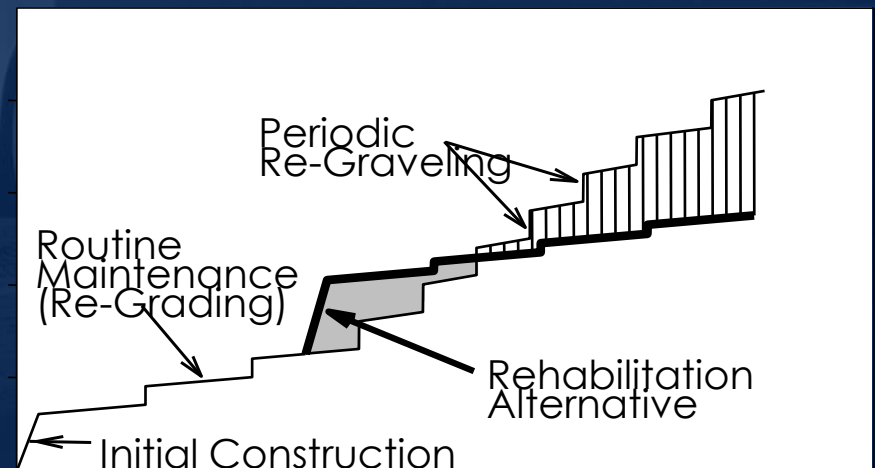 Periodic
Re-Graveling
Routine
Maintenance
(Re-Grading)
Rehabilitation
Alternative
Initial Construction